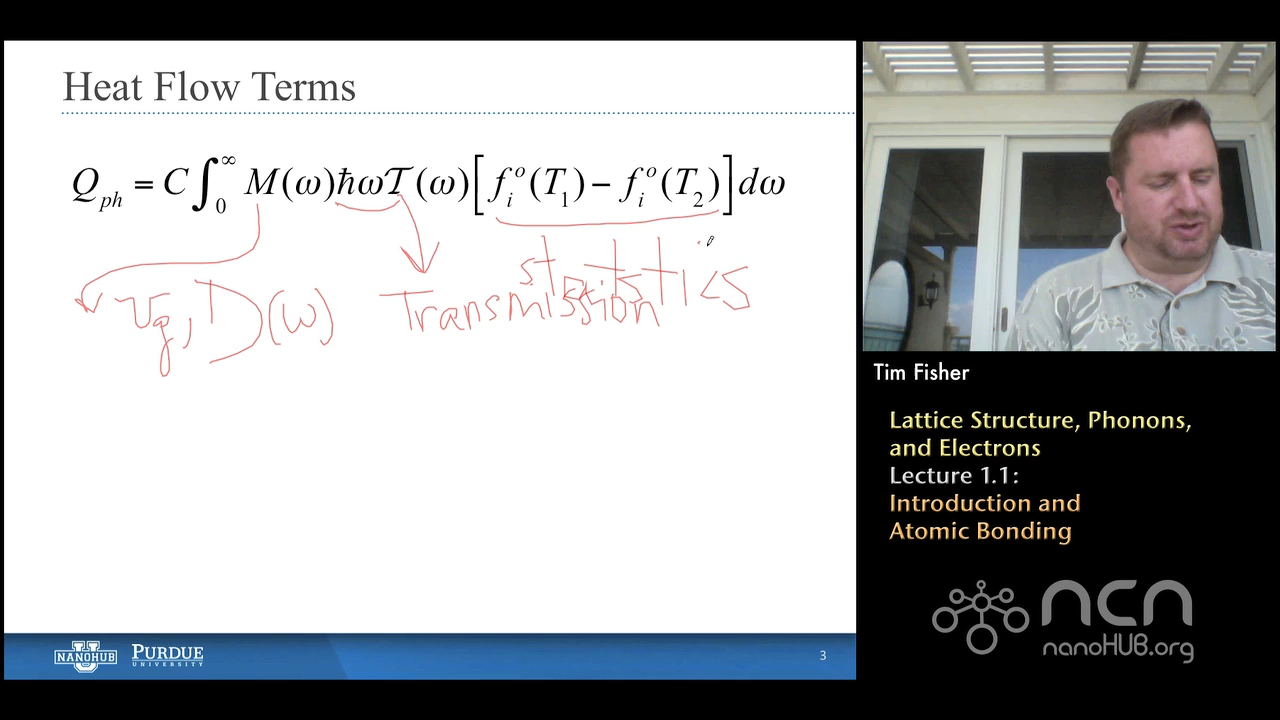 Heat Flow Terms
Q_ph = C ∫_0^∞ M(ω)ħω𝒯(ω)[f_i^o(T_1) − f_i^o(T_2)]dω
statistics
v_g, D(ω)
Transmission
NANOHUB
PURDUE
UNIVERSITY
3
Tim Fisher
Lattice Structure, Phonons,
and Electrons
Lecture 1.1:
Introduction and
Atomic Bonding
ncn
nanoHUB.org